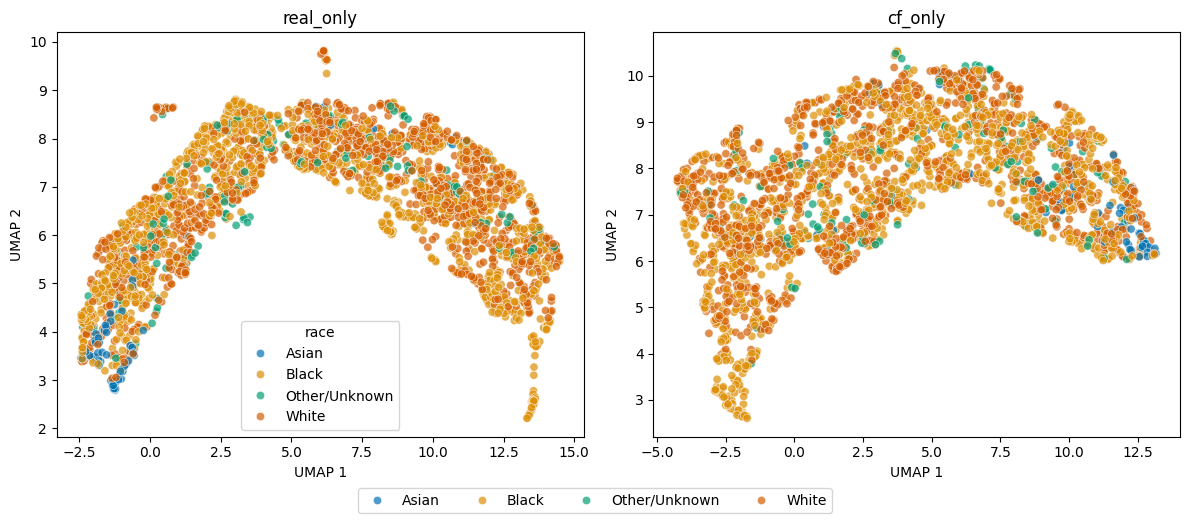 real_only
cf_only
10
9
8
7
6
5
4
3
2
UMAP 2
−2.5
0.0
2.5
5.0
7.5
10.0
12.5
15.0
UMAP 1
race
Asian
Black
Other/Unknown
White
10
9
8
7
6
5
4
3
UMAP 2
−5.0
−2.5
0.0
2.5
5.0
7.5
10.0
12.5
UMAP 1
Asian Black Other/Unknown White